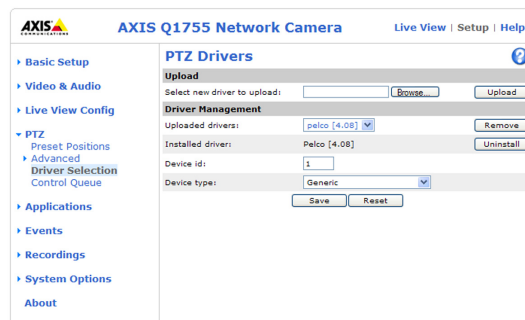 AXIS
COMMUNICATIONS
AXIS Q1755 Network Camera
Live View | Setup | Help
Basic Setup
Video & Audio
Live View Config
PTZ
Preset Positions
Advanced
Driver Selection
Control Queue
Applications
Events
Recordings
System Options
About
PTZ Drivers
?
Upload
Select new driver to upload: Browse... Upload
Driver Management
Uploaded drivers: pelco [4.08] Remove
Installed driver: Pelco [4.08] Uninstall
Device id: 1
Device type: Generic
Save Reset